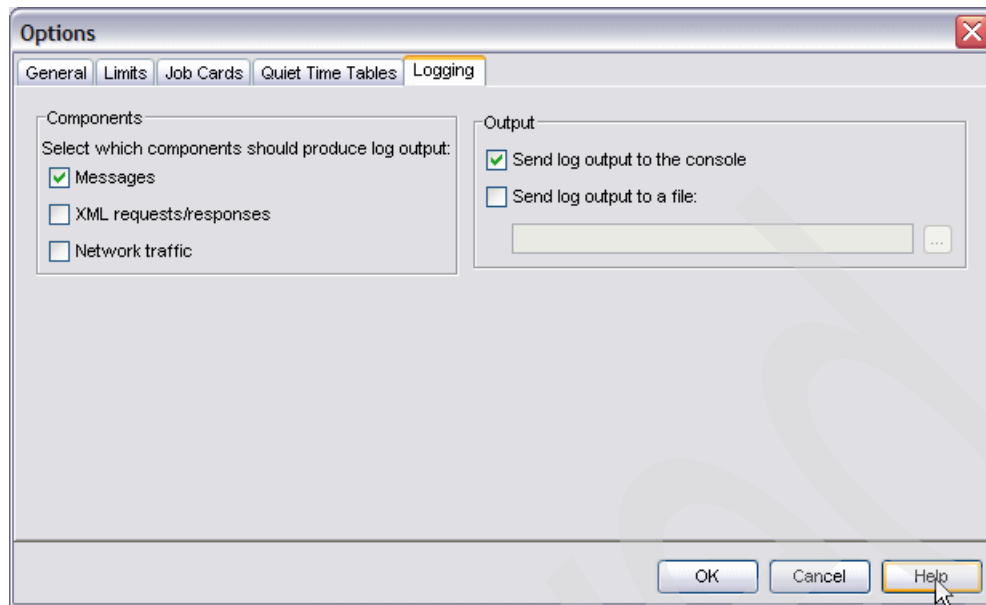 Options
General Limits Job Cards Quiet Time Tables Logging
Components
Select which components should produce log output:
Messages
XML requests/responses
Network traffic
Output
Send log output to the console
Send log output to a file:
...
OK Cancel Help